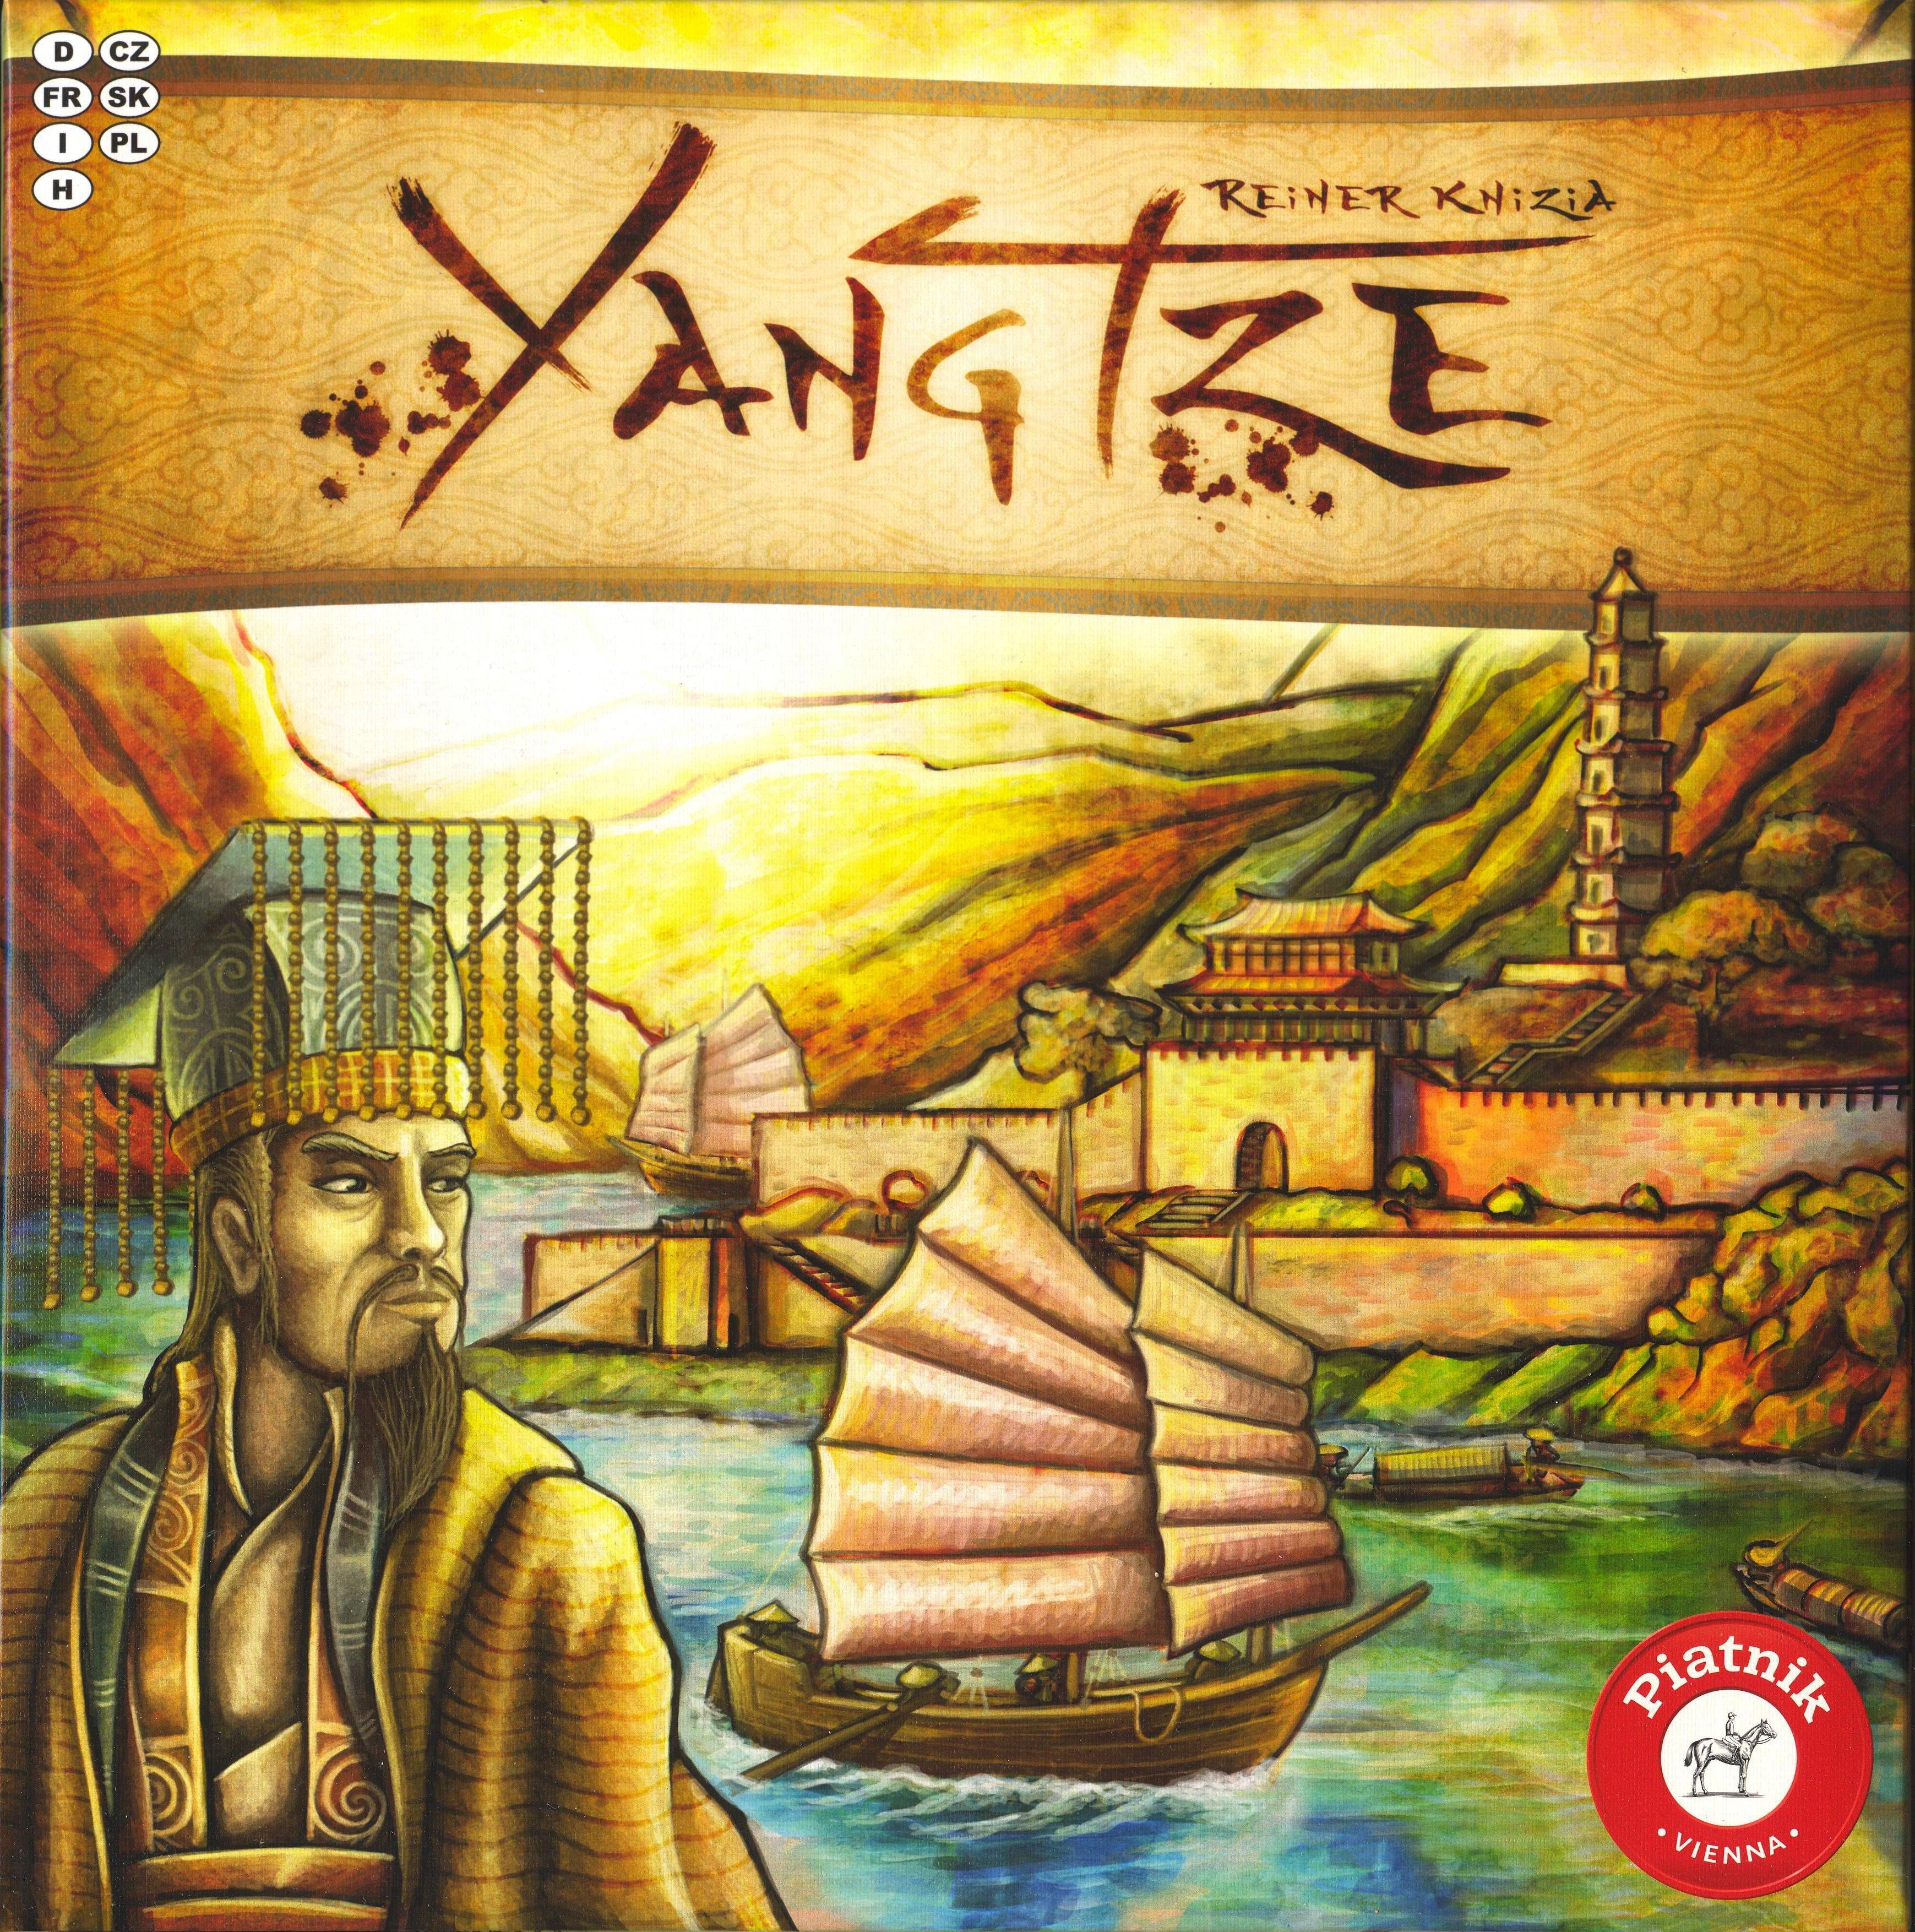 D CZ
FR SK
I PL
H
REINER KNIZIA
YANGTZE
Piatnik
• VIENNA •